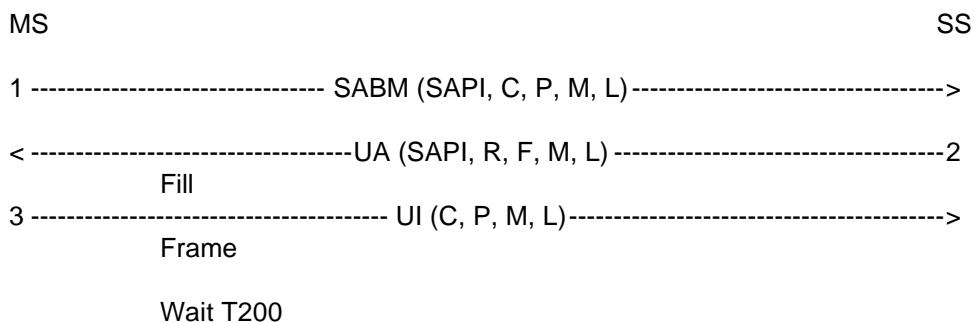 MS SS
1 --------------------------------- SABM (SAPI, C, P, M, L)----------------------------------->
< ------------------------------------UA (SAPI, R, F, M, L) -------------------------------------2
Fill
3 ---------------------------------------- UI (C, P, M, L)------------------------------------------>
Frame
Wait T200